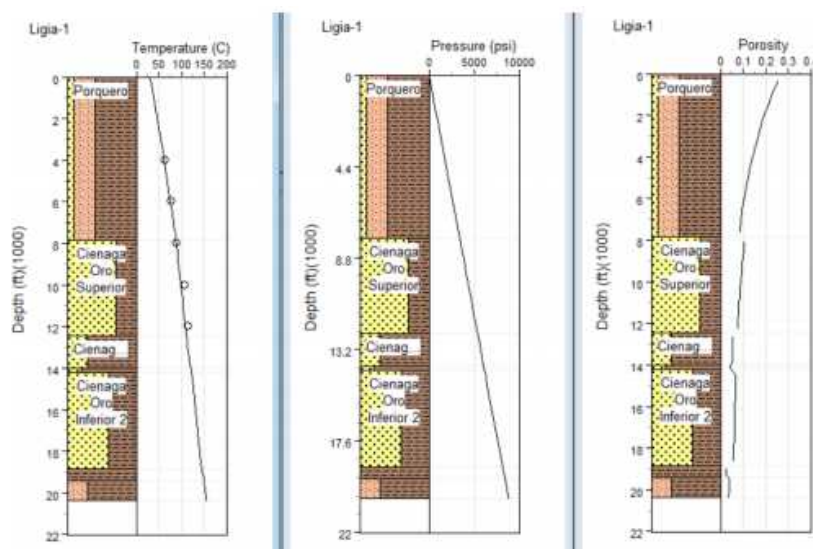 Ligia-1
Temperature (C)
0 50 100 150 200
0
2
4
6
8
10
12
14
16
18
20
22
Depth (ft)(1000)
Porquero
Cienaga
Oro
Superior
Cienag
Cienaga
Oro
Inferior 2
Ligia-1
Pressure (psi)
0 5000 10000
0
4.4
8.8
13.2
17.6
22
Depth (ft)(1000)
Porquero
Cienaga
Oro
Superior
Cienag
Cienaga
Oro
Inferior 2
Ligia-1
Porosity
0 0.1 0.2 0.3 0.4
0
2
4
6
8
10
12
14
16
18
20
22
Depth (ft)(1000)
Porquero
Cienaga
Oro
Superior
Cienag
Cienaga
Oro
Inferior 2